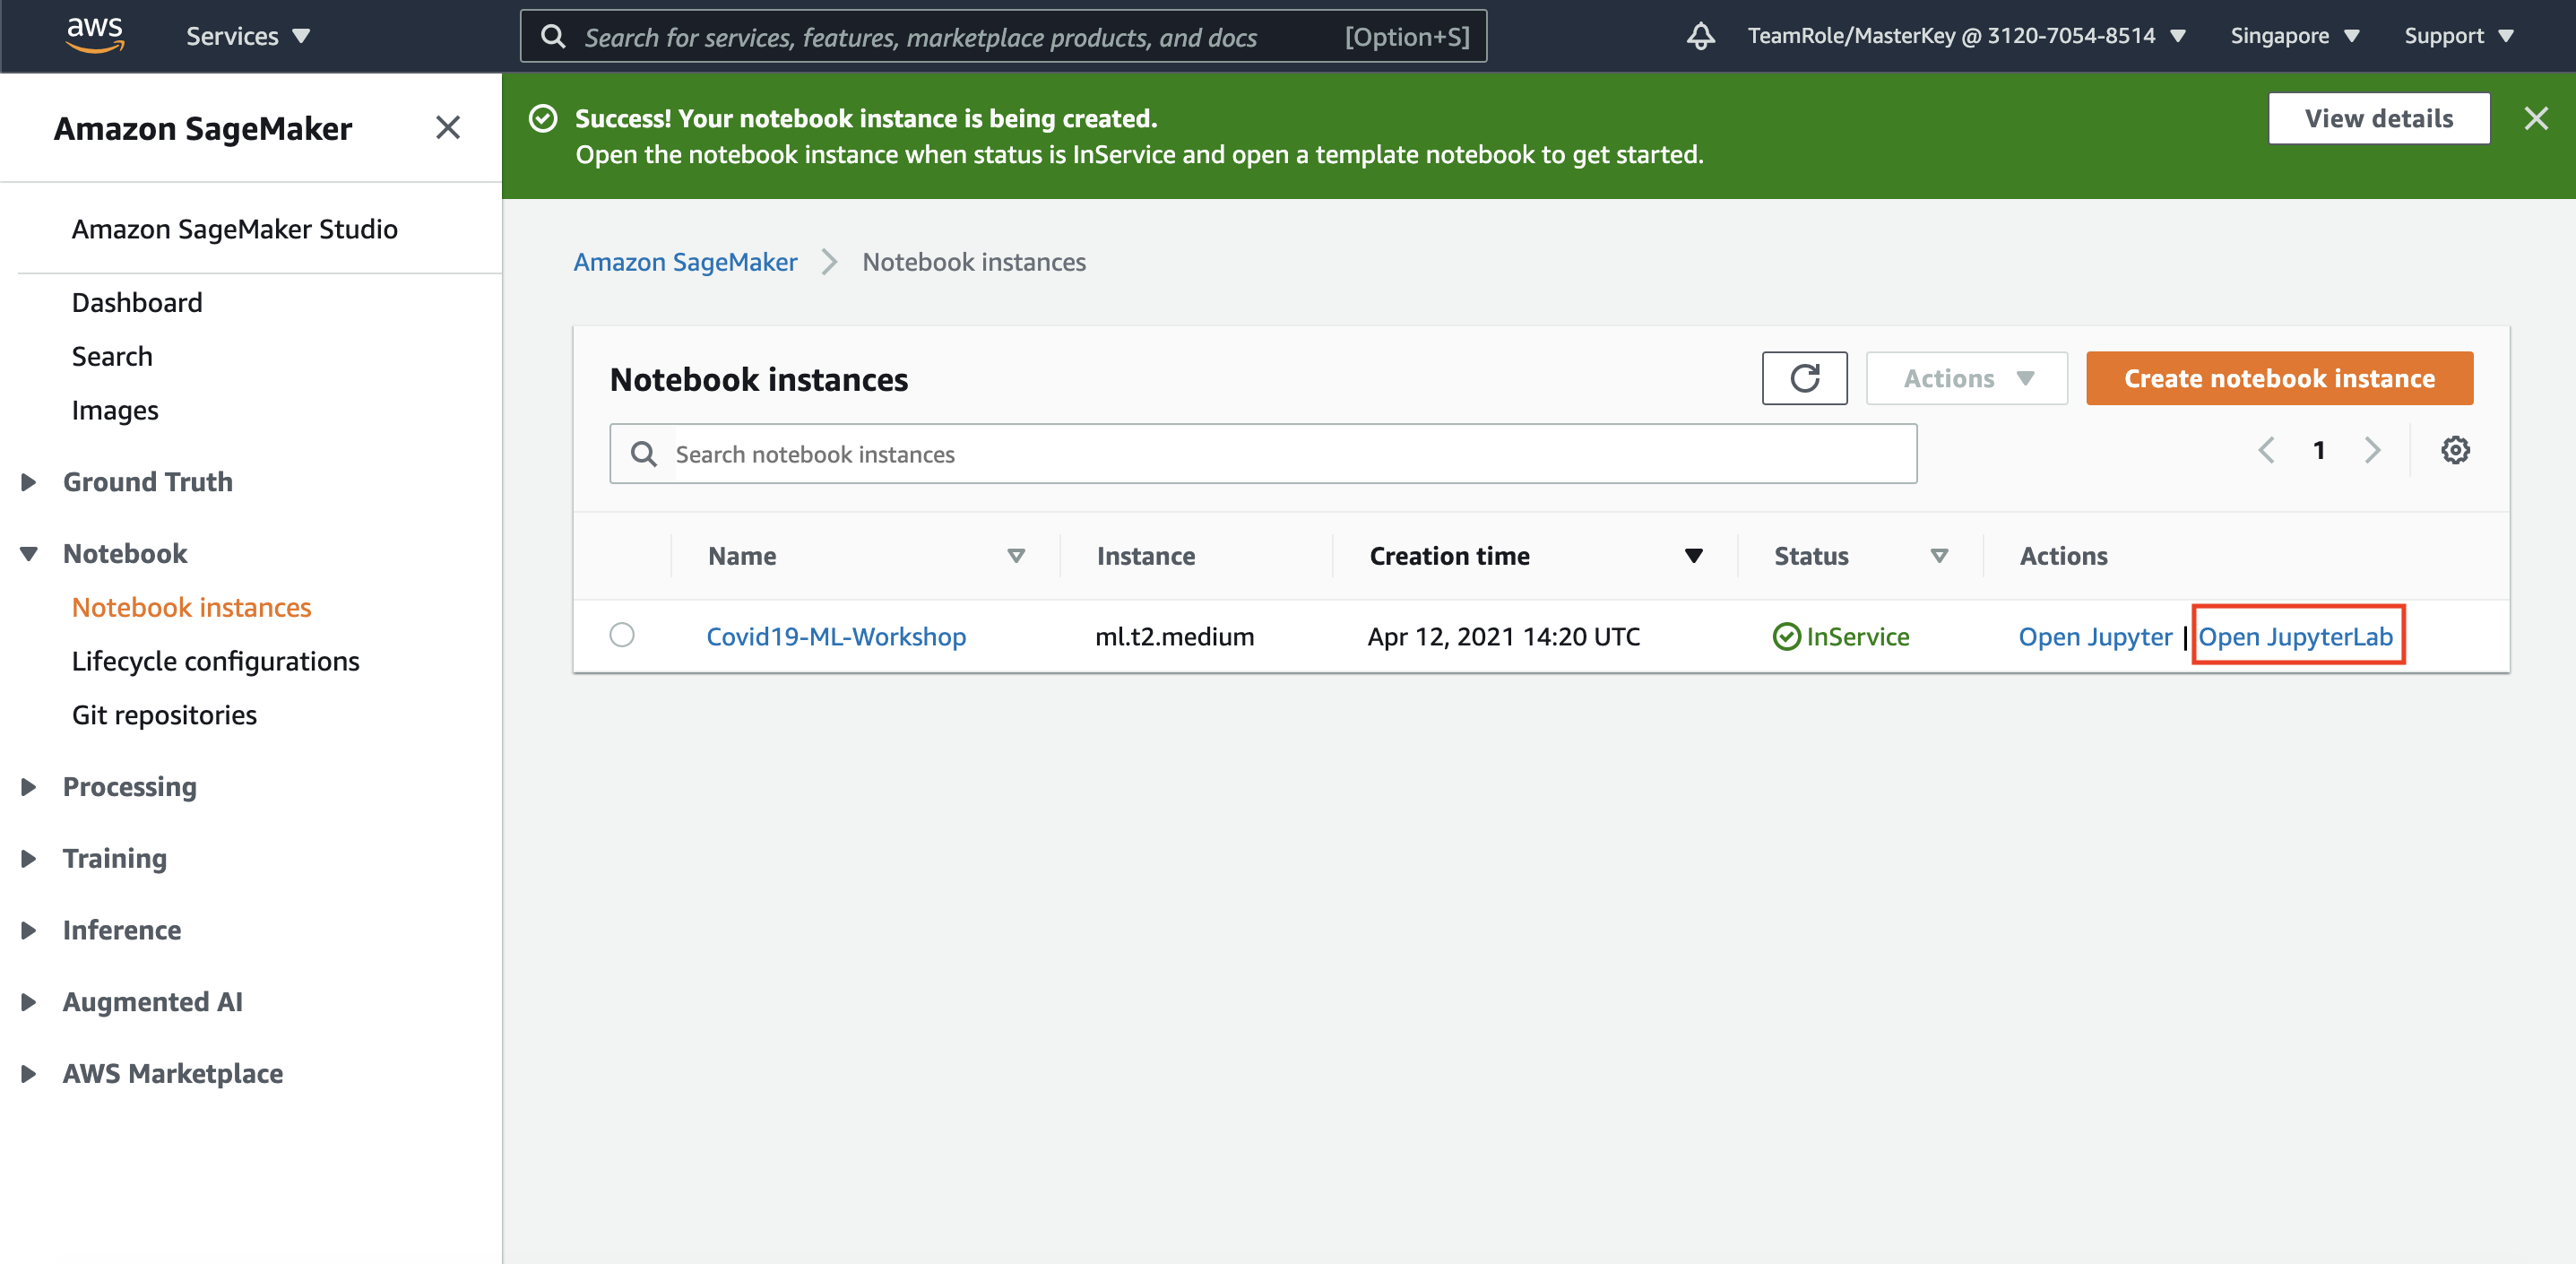 aws
Services
Search for services, features, marketplace products, and docs [Option+S]
TeamRole/MasterKey @ 3120-7054-8514
Singapore
Support
Amazon SageMaker
Amazon SageMaker Studio
Dashboard
Search
Images
Ground Truth
Notebook
Notebook instances
Lifecycle configurations
Git repositories
Processing
Training
Inference
Augmented AI
AWS Marketplace
Success! Your notebook instance is being created.
Open the notebook instance when status is InService and open a template notebook to get started.
View details
Amazon SageMaker > Notebook instances
Notebook instances
Actions
Create notebook instance
Search notebook instances
1
Name Instance Creation time Status Actions
Covid19-ML-Workshop ml.t2.medium Apr 12, 2021 14:20 UTC InService Open Jupyter | Open JupyterLab